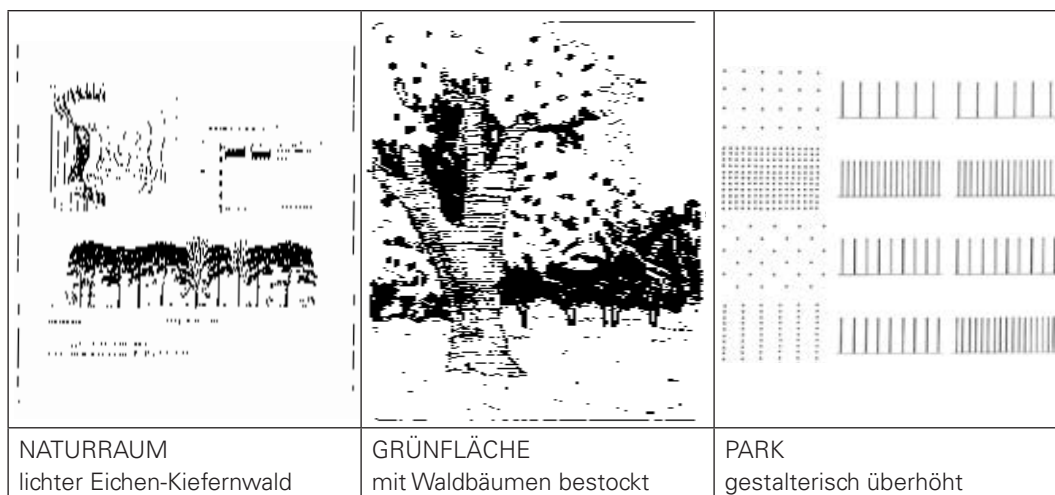 NATURRAUM
lichter Eichen-Kiefernwald
GRÜNFLÄCHE
mit Waldbäumen bestockt
PARK
gestalterisch überhöht